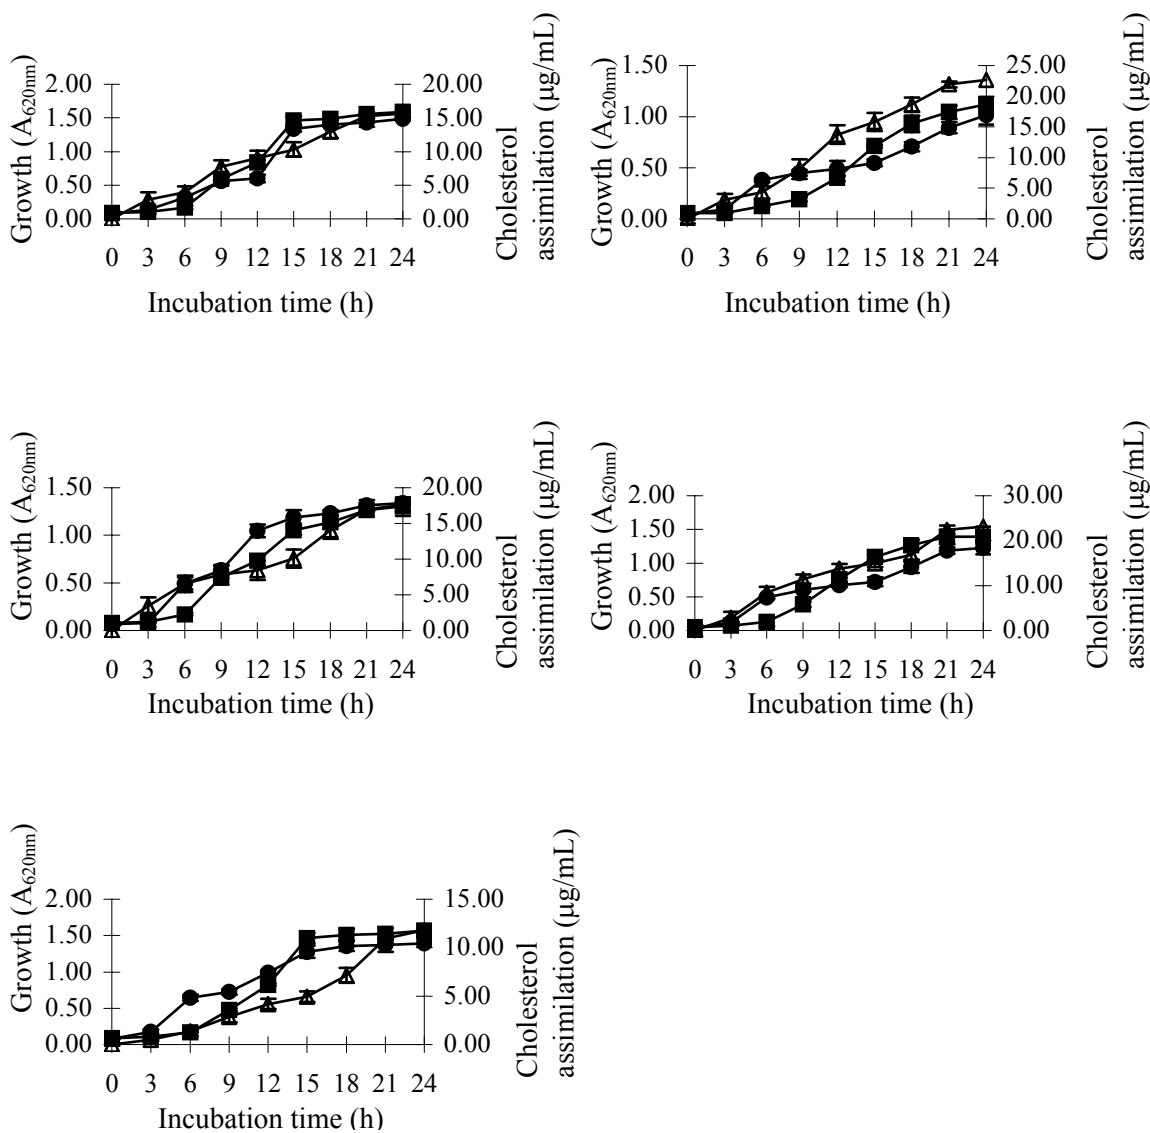 Growth (A620nm)
2.00
1.50
1.00
0.50
0.00
20.00
15.00
10.00
5.00
0.00
Cholesterol
assimilation (µg/mL)
0 3 6 9 12 15 18 21 24
Incubation time (h)
Growth (A620nm)
1.50
1.00
0.50
0.00
25.00
20.00
15.00
10.00
5.00
0.00
Cholesterol
assimilation (µg/mL)
0 3 6 9 12 15 18 21 24
Incubation time (h)
Growth (A620nm)
1.50
1.00
0.50
0.00
20.00
15.00
10.00
5.00
0.00
Cholesterol
assimilation (µg/mL)
0 3 6 9 12 15 18 21 24
Incubation time (h)
Growth (A620nm)
2.00
1.50
1.00
0.50
0.00
30.00
20.00
10.00
0.00
Cholesterol
assimilation (µg/mL)
0 3 6 9 12 15 18 21 24
Incubation time (h)
Growth (A620nm)
2.00
1.50
1.00
0.50
0.00
15.00
10.00
5.00
0.00
Cholesterol
assimilation (µg/mL)
0 3 6 9 12 15 18 21 24
Incubation time (h)